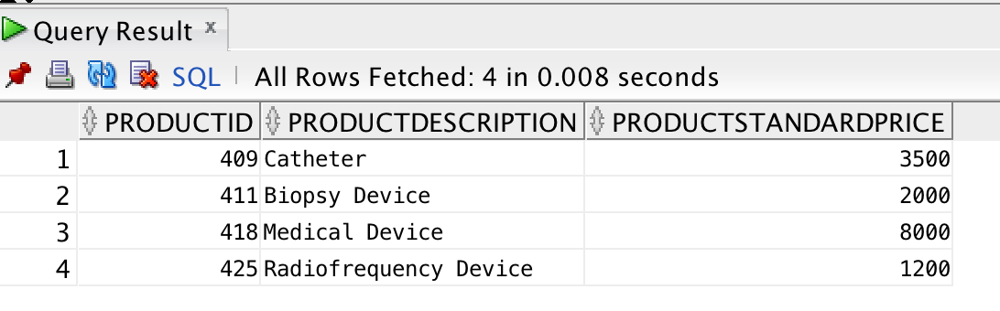 Query Result x
SQL | All Rows Fetched: 4 in 0.008 seconds
PRODUCTID PRODUCTDESCRIPTION PRODUCTSTANDARDPRICE
1 409 Catheter 3500
2 411 Biopsy Device 2000
3 418 Medical Device 8000
4 425 Radiofrequency Device 1200